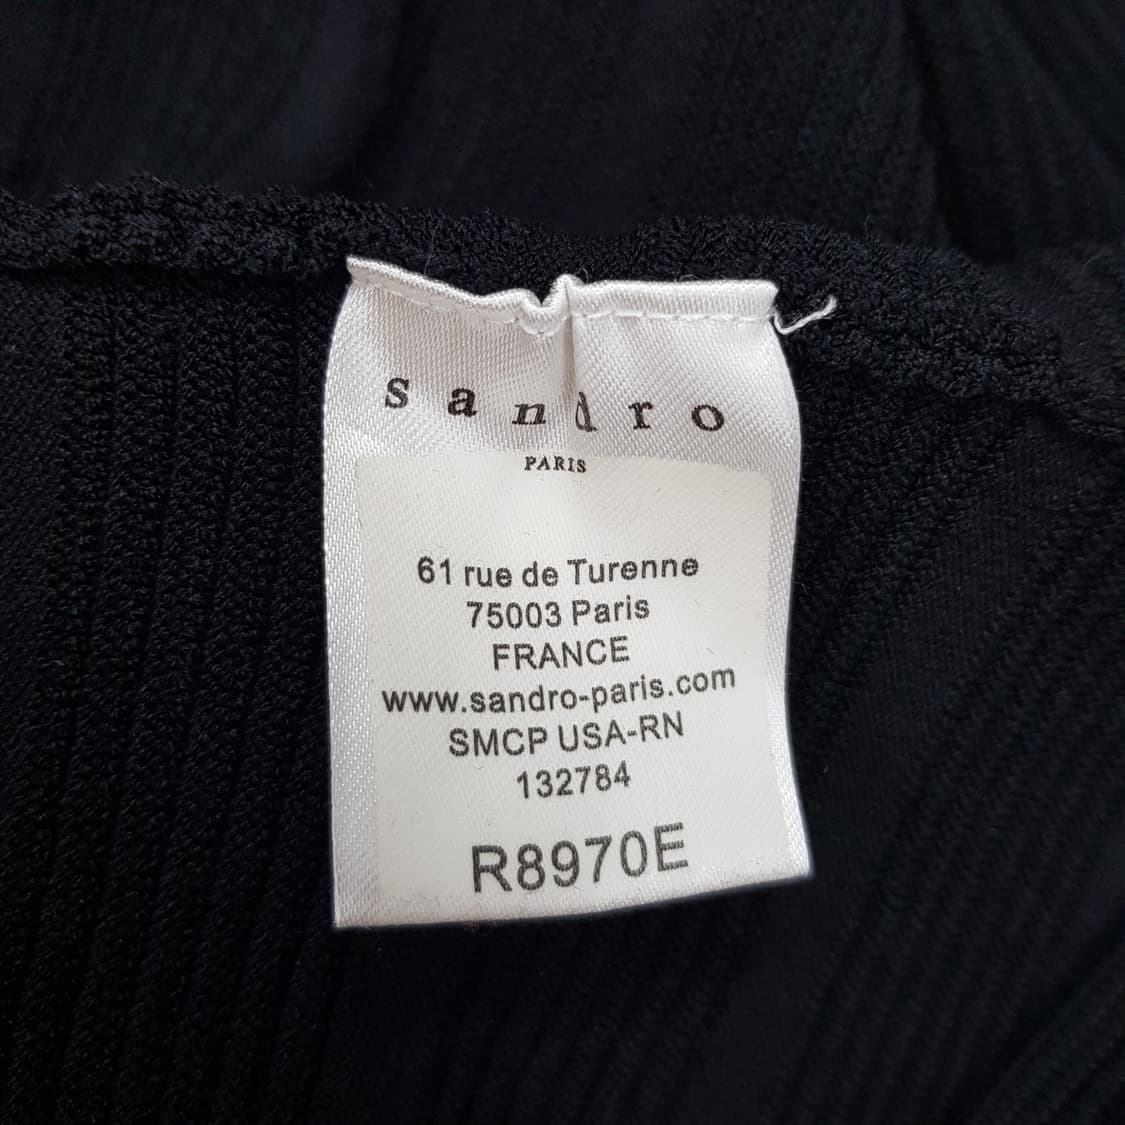 sandro
PARIS
61 rue de Turenne
75003 Paris
FRANCE
www.sandro-paris.com
SMCP USA-RN
132784
R8970E